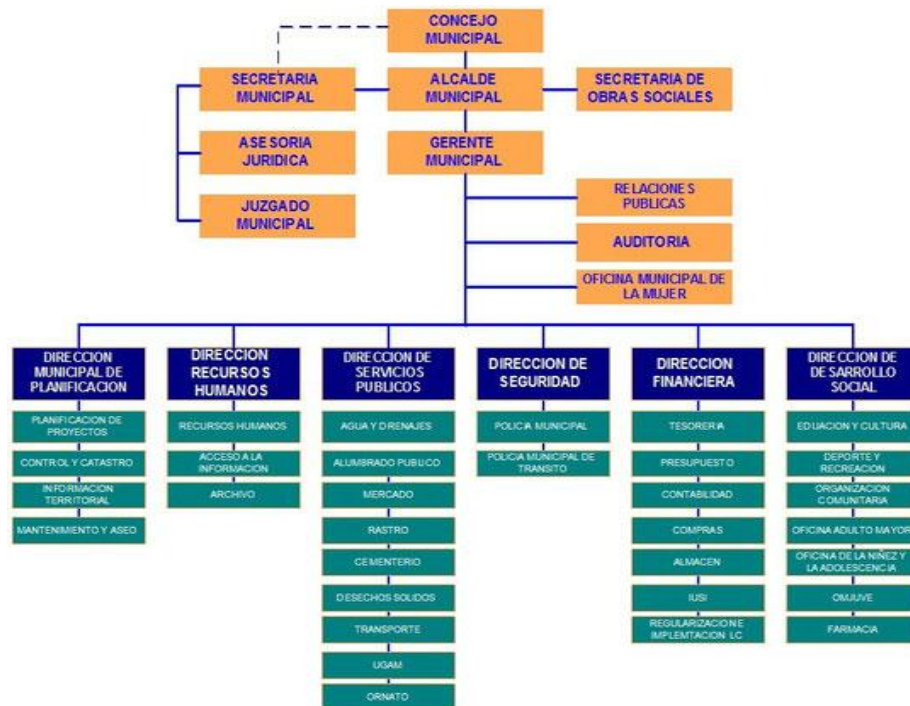 CONCEJO
MUNICIPAL
SECRETARIA
MUNICIPAL
ALCALDE
MUNICIPAL
SECRETARIA DE
OBRAS SOCIALES
ASESORIA
JURIDICA
GERENTE
MUNICIPAL
JUZGADO
MUNICIPAL
RELACIONES
PUBLICAS
AUDITORIA
OFICINA MUNICIPAL DE
LA MUJER
DIRECCION
MUNICIPAL DE
PLANIFICACION
PLANIFICACION DE
PROYECTOS
CONTROL Y CATASTRO
INFORMACION
TERRITORIAL
MANTENIMIENTO Y ASEO
DIRECCION
RECURSOS
HUMANOS
RECURSOS HUMANOS
ACCESO A LA
INFORMACION
ARCHIVO
DIRECCION DE
SERVICIOS
PUBLICOS
AGUA Y DRENAJES
ALUMBRADO PUBLICO
MERCADO
RASTRO
CEMENTERIO
DESECHOS SOLIDOS
TRANSPORTE
UGAM
ORNATO
DIRECCION DE
SEGURIDAD
POLICIA MUNICIPAL
POLICIA MUNICIPAL DE
TRANSITO
DIRECCION
FINANCIERA
TESORERIA
PRESUPUESTO
CONTABILIDAD
COMPRAS
ALMACEN
IUSI
REGULARIZACION E
IMPLEMTACION LC
DIRECCION DE
DESARROLLO
SOCIAL
EDUACION Y CULTURA
DEPORTE Y
RECREACION
ORGANIZACION
COMUNITARIA
OFICINA ADULTO MAYOR
OFICINA DE LA NIÑEZ Y
LA ADOLESCENCIA
OMJUVE
FARMACIA